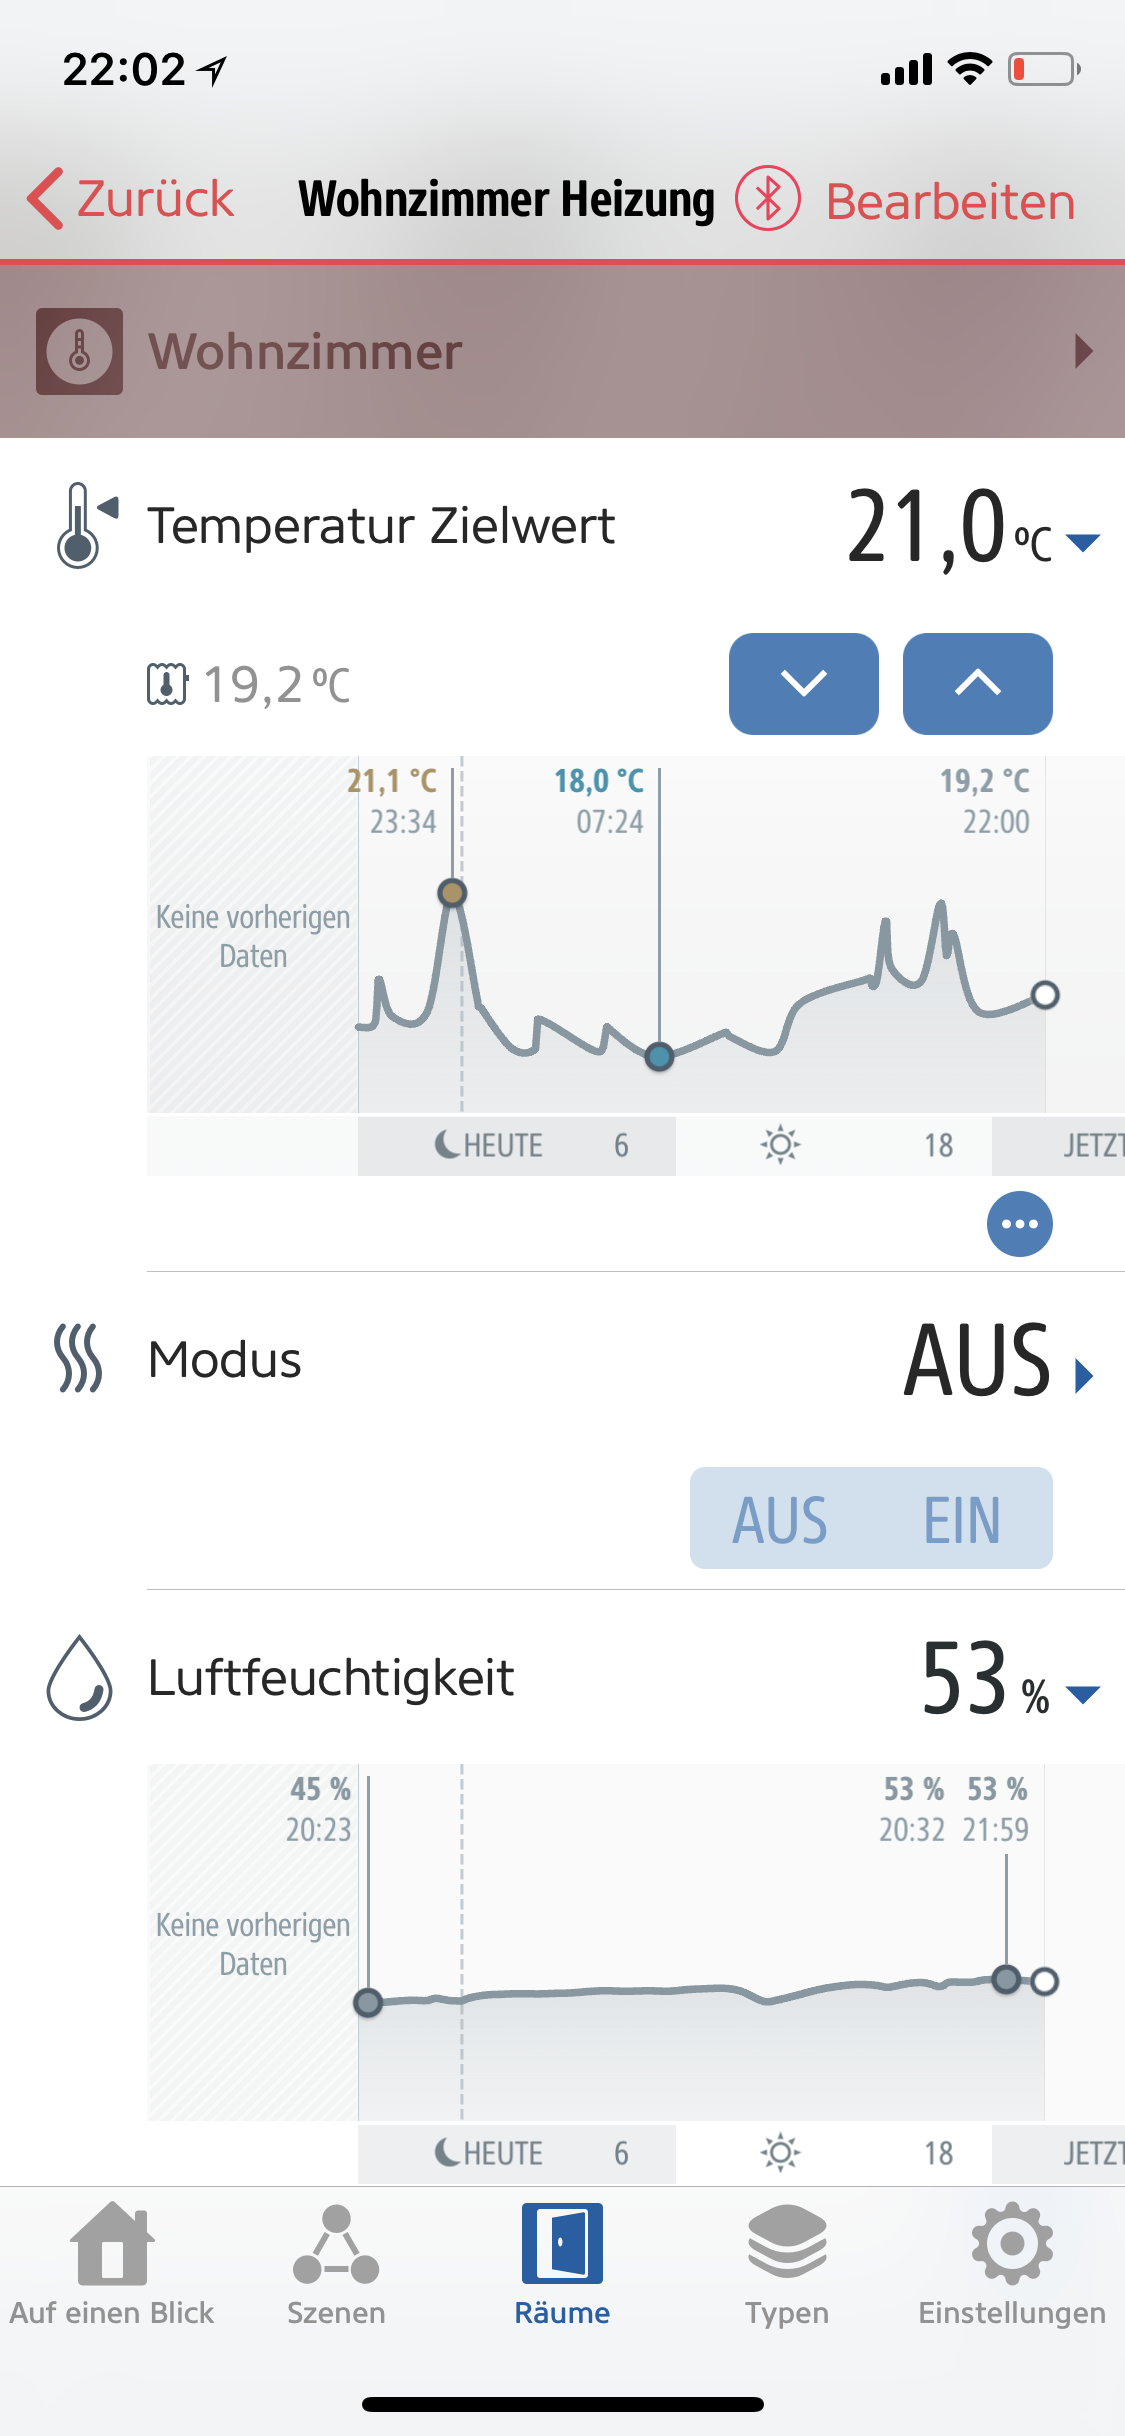 22:02
Zurück Wohnzimmer Heizung Bearbeiten
Wohnzimmer
Temperatur Zielwert 21,0 ºC
19,2 ºC
21,1 °C 18,0 °C 19,2 °C
23:34 07:24 22:00
Keine vorherigen
Daten
HEUTE 6 18 JETZT
Modus AUS
AUS EIN
Luftfeuchtigkeit 53 %
45 % 53 % 53 %
20:23 20:32 21:59
Keine vorherigen
Daten
HEUTE 6 18 JETZT
Auf einen Blick Szenen Räume Typen Einstellungen